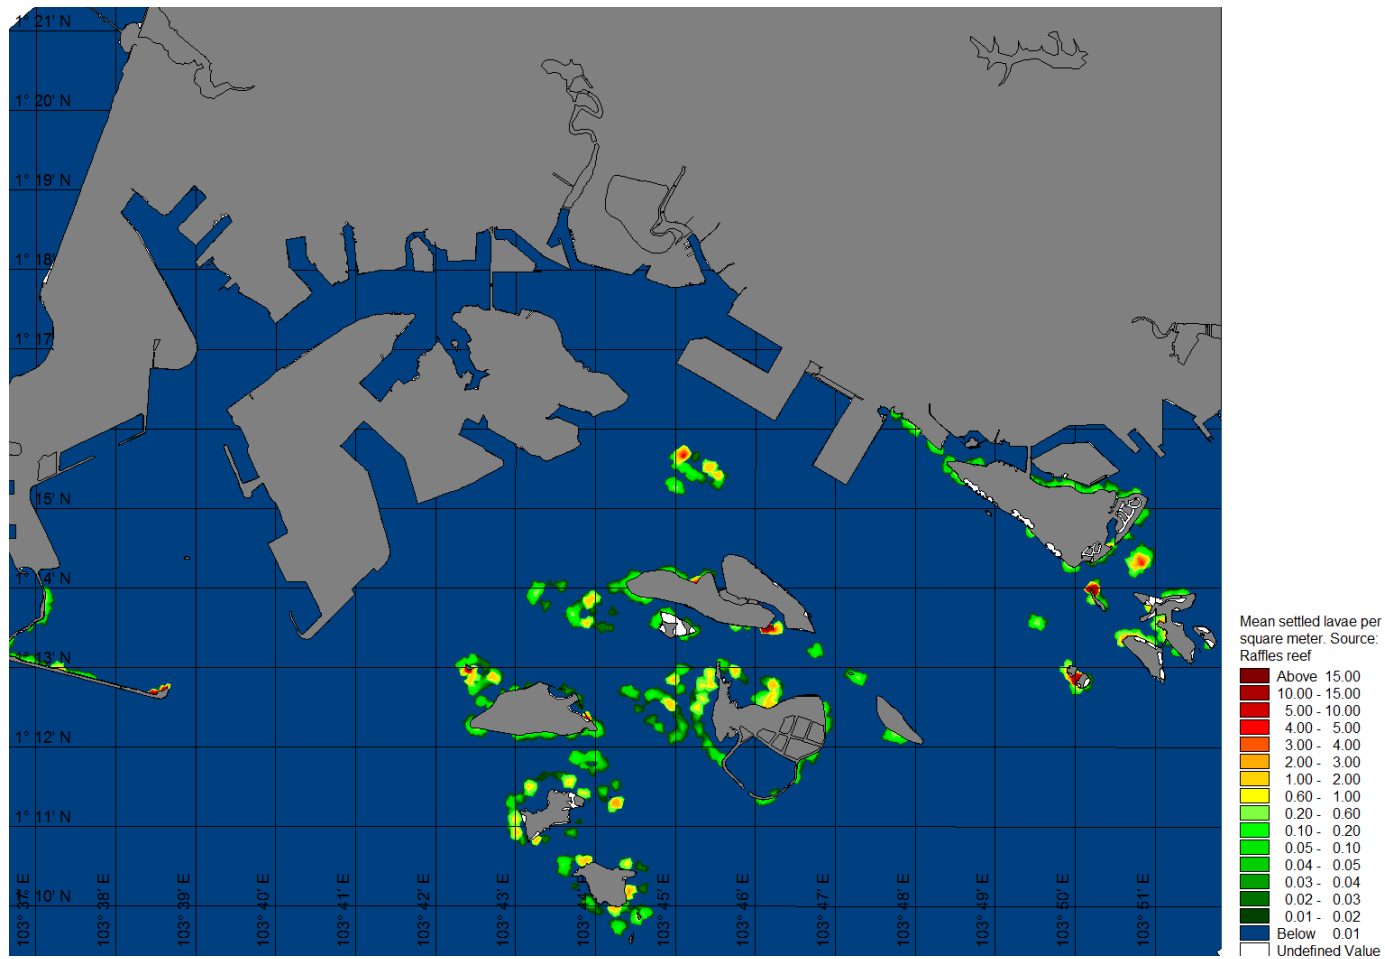 1° 21' N
1° 20' N
1° 19' N
1° 18' N
1° 17' N
15' N
1° 14' N
1° 13' N
1° 12' N
1° 11' N
1° 10' N
103° 37' E
103° 38' E
103° 39' E
103° 40' E
103° 41' E
103° 42' E
103° 43' E
103° 44' E
103° 45' E
103° 46' E
103° 47' E
103° 48' E
103° 49' E
103° 50' E
103° 51' E
Mean settled lavae per
square meter. Source:
Raffles reef
Above 15.00
10.00 - 15.00
5.00 - 10.00
4.00 - 5.00
3.00 - 4.00
2.00 - 3.00
1.00 - 2.00
0.60 - 1.00
0.20 - 0.60
0.10 - 0.20
0.05 - 0.10
0.04 - 0.05
0.03 - 0.04
0.02 - 0.03
0.01 - 0.02
Below 0.01
Undefined Value